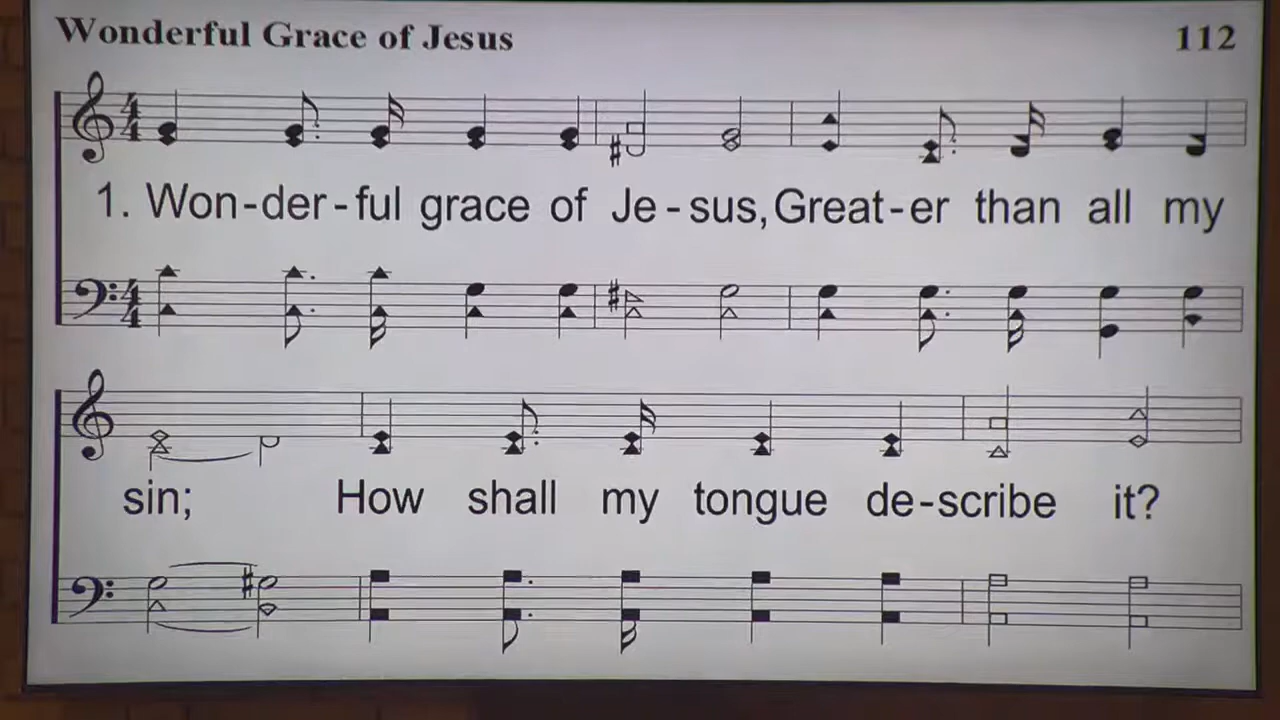 Wonderful Grace of Jesus 112
1. Won-der-ful grace of Je-sus, Great-er than all my
sin; How shall my tongue de-scribe it?